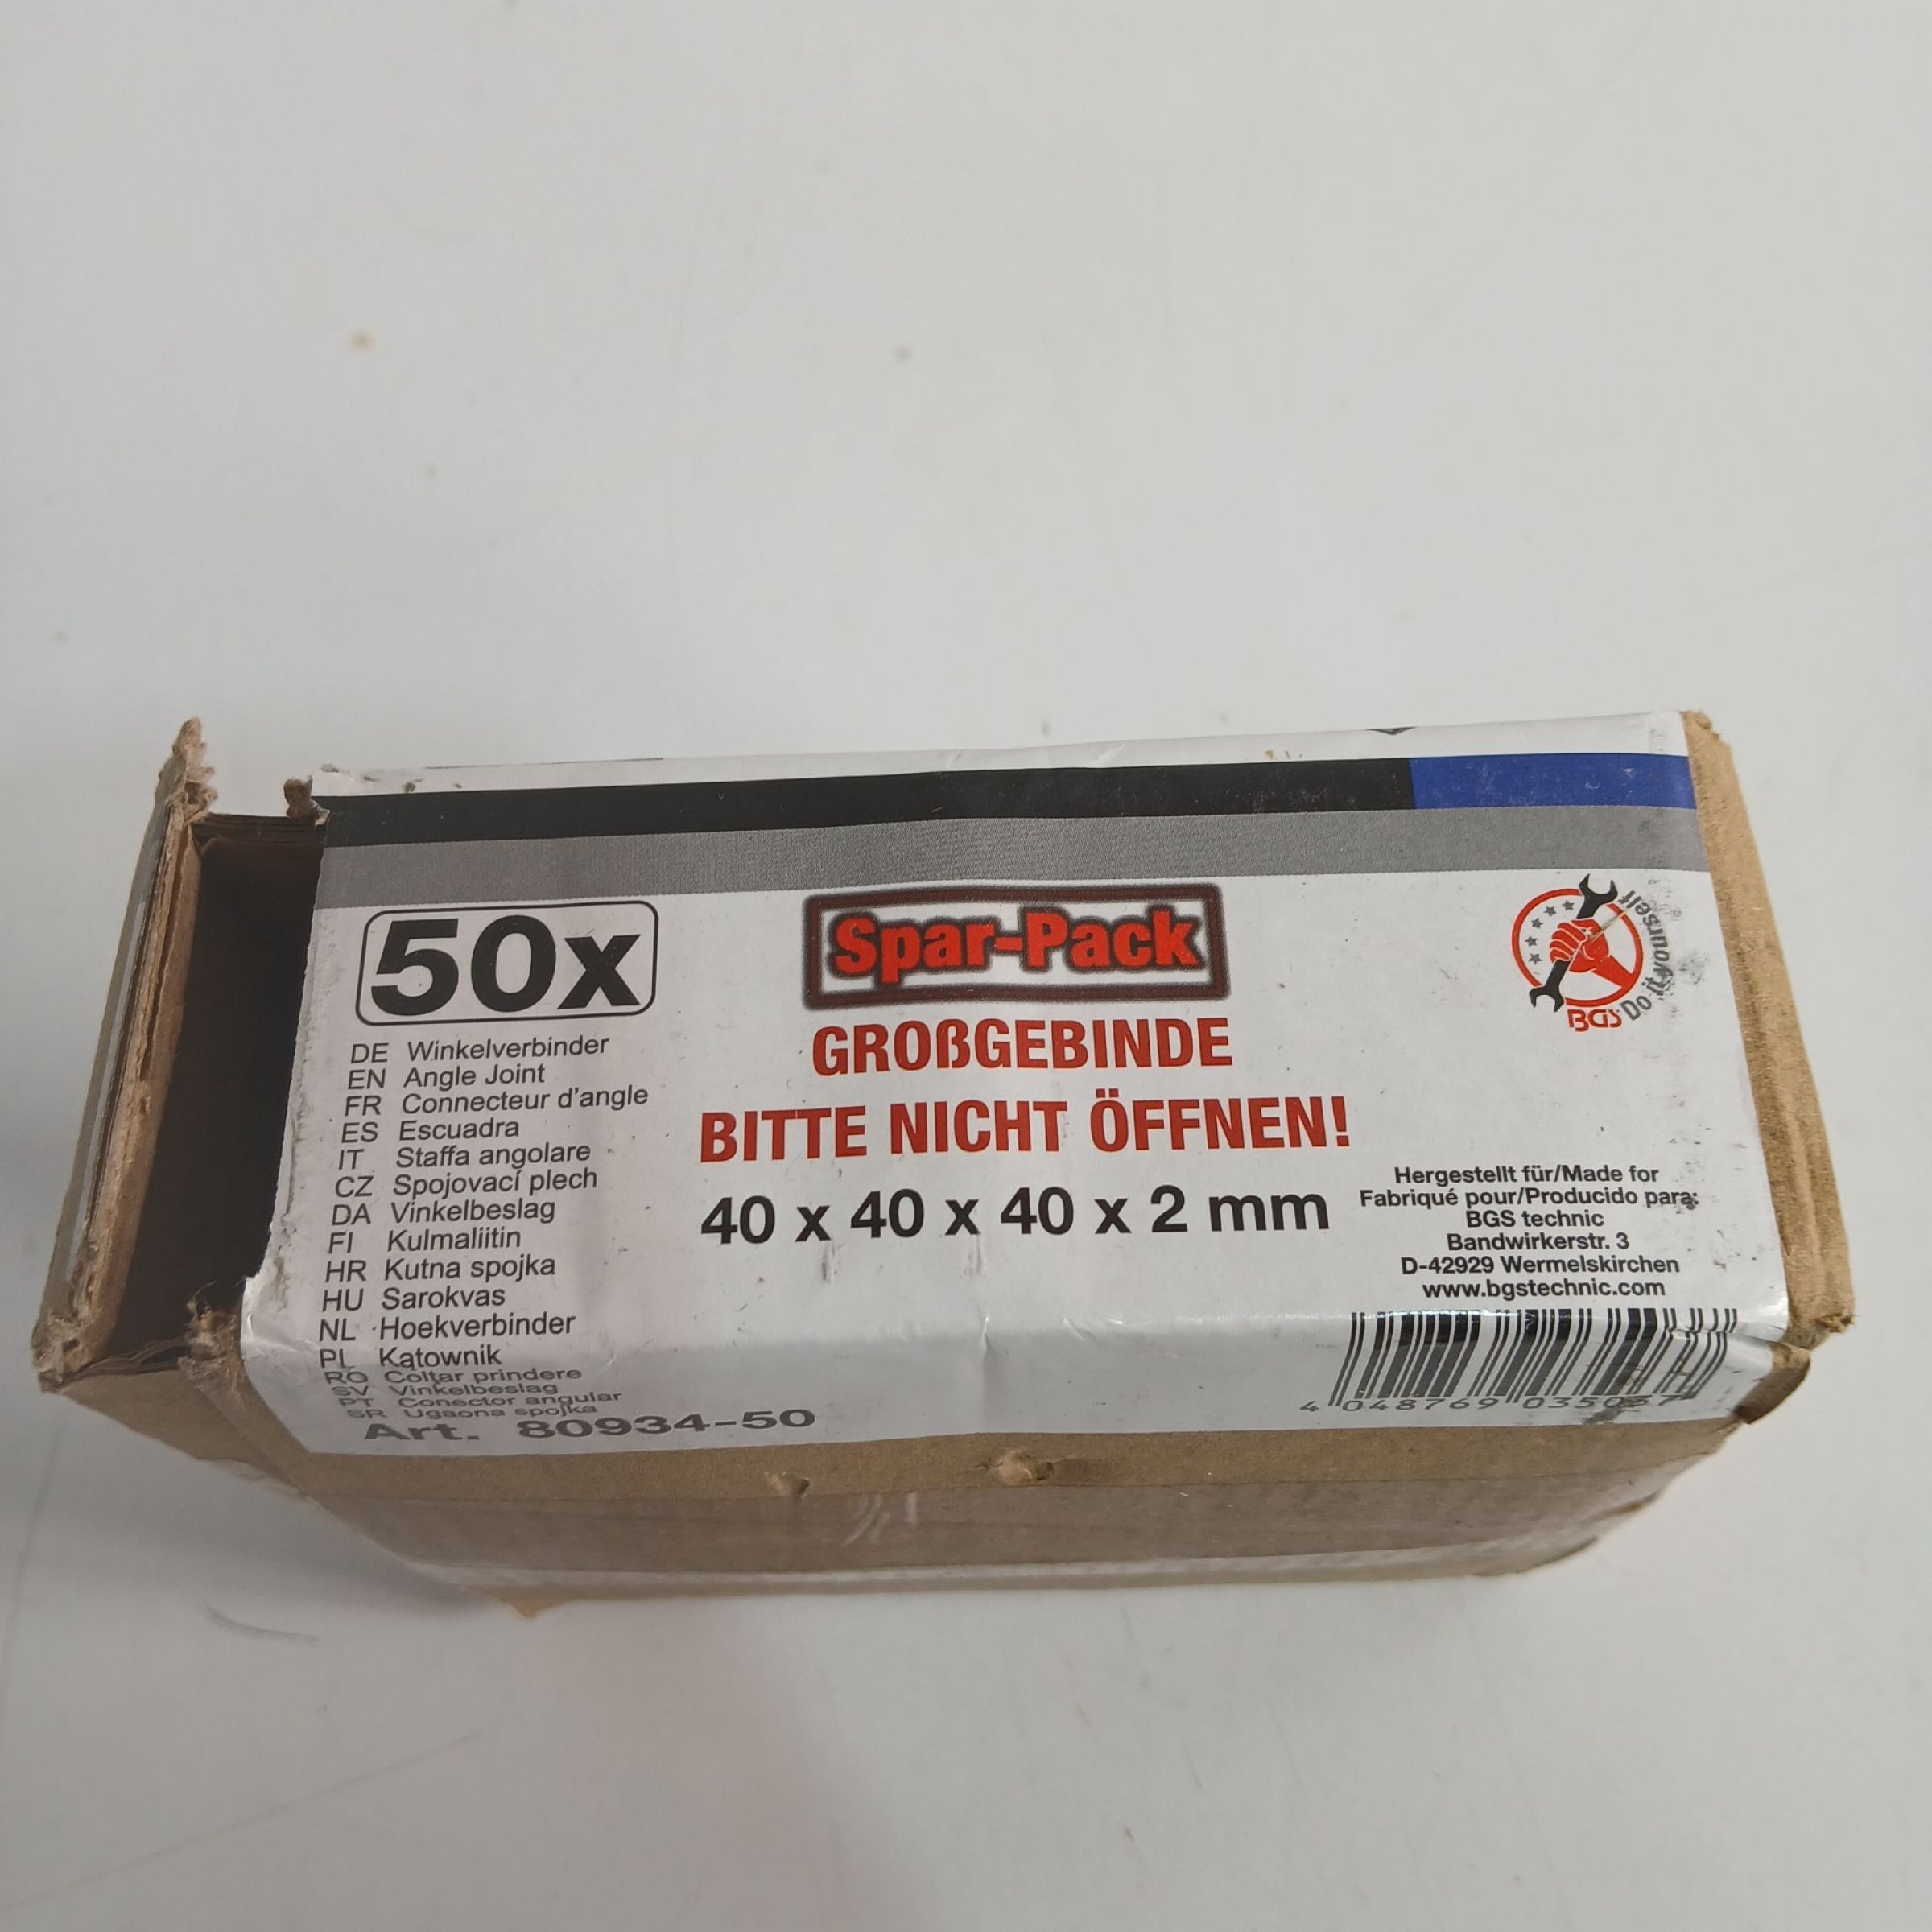 50x
DE Winkelverbinder
EN Angle Joint
FR Connecteur d'angle
ES Escuadra
IT Staffa angolare
CZ Spojovací plech
DA Vinkelbeslag
FI Kulmaliitin
HR Kutna spojka
HU Sarokvas
NL Hoekverbinder
PL Kątownik
RO Colțar prindere
SV Vinkelbeslag
PT Conector angular
SR Ugaona spojka
Art. 80934-50
Spar-Pack
GROßGEBINDE
BITTE NICHT ÖFFNEN!
40 x 40 x 40 x 2 mm
BGS Do it yourself
Hergestellt für/Made for
Fabriqué pour/Producido para:
BGS technic
Bandwirkerstr. 3
D-42929 Wermelskirchen
www.bgstechnic.com
4 048769